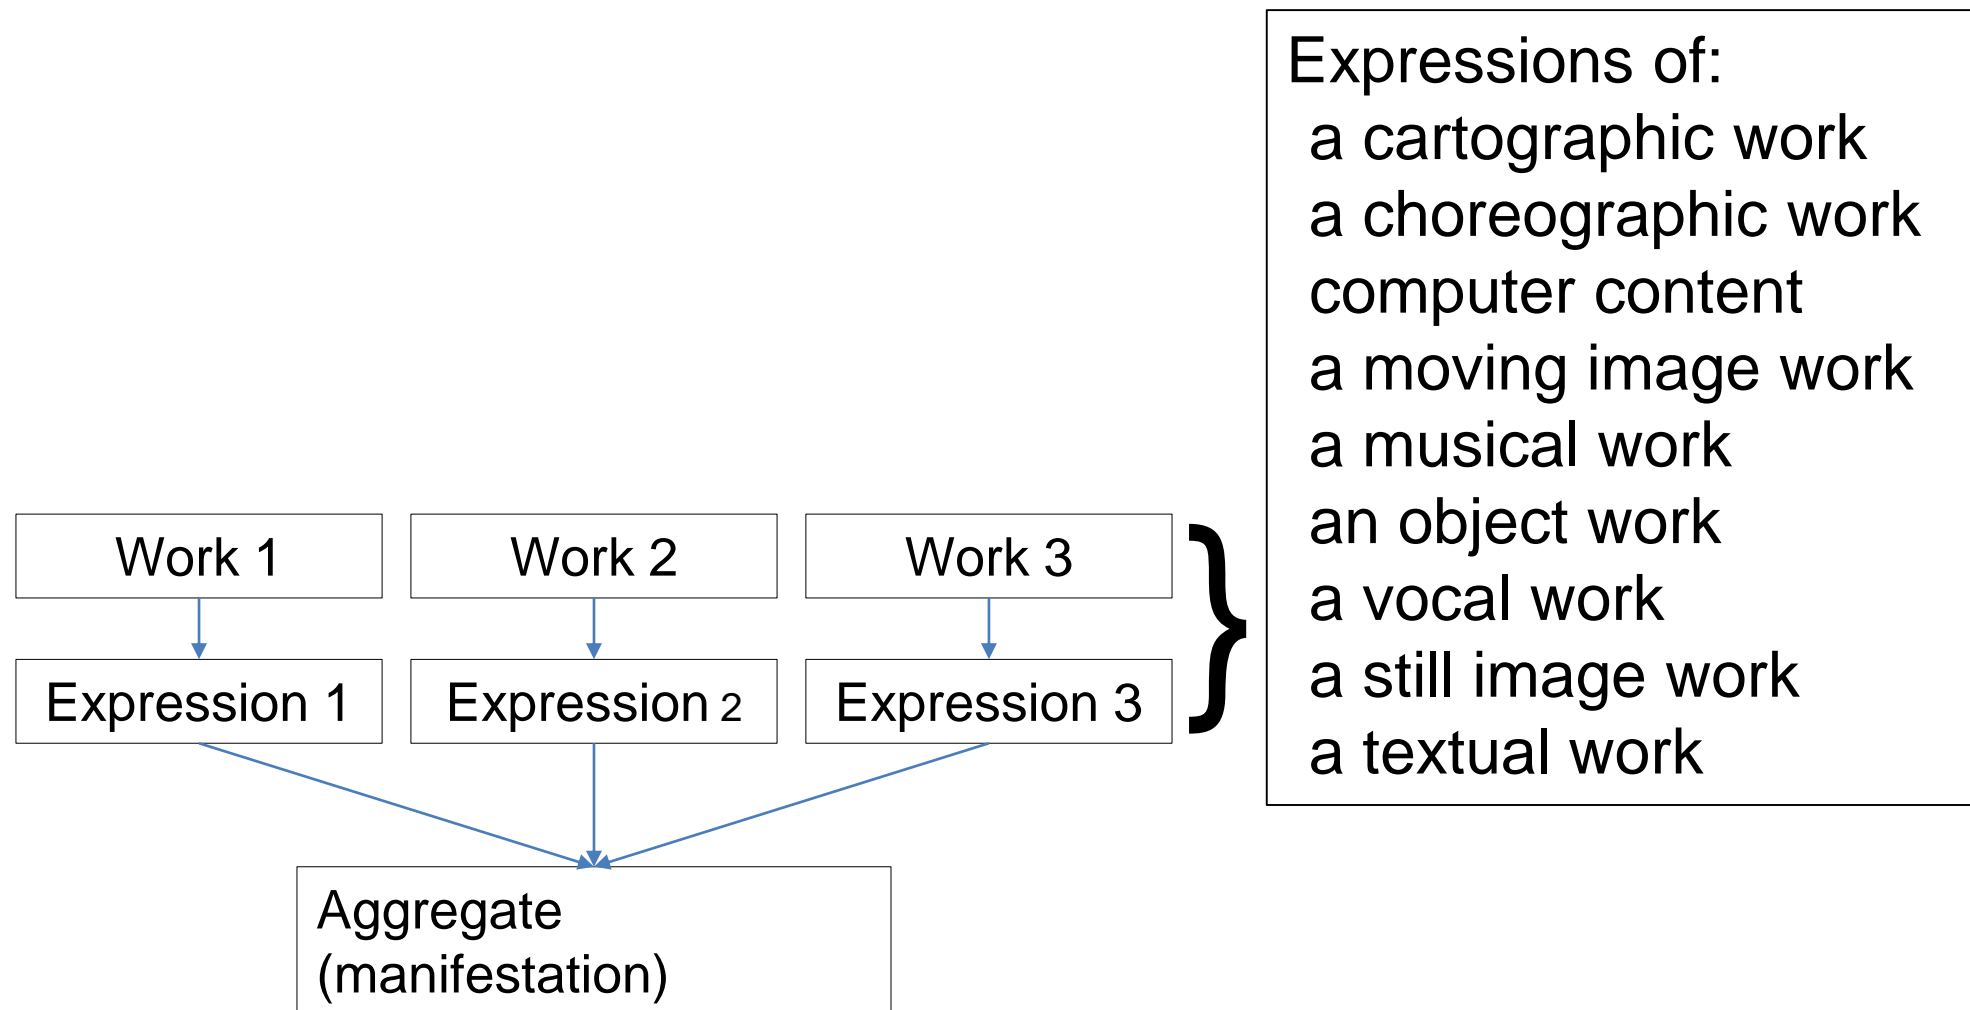 Expressions of:
a cartographic work
a choreographic work
computer content
a moving image work
a musical work
an object work
a vocal work
a still image work
a textual work
Work 1
Work 2
Work 3
}
Expression 1
Expression 2
Expression 3
Aggregate
(manifestation)